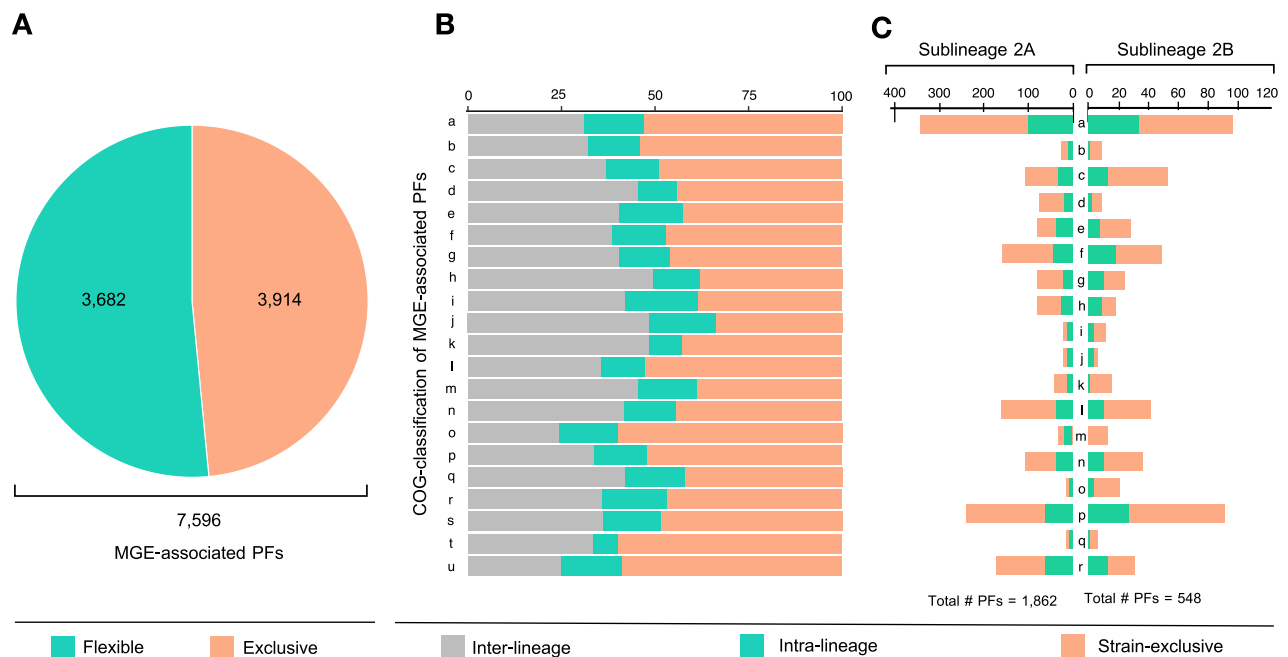 A
3,682
3,914
7,596
MGE-associated PFs
Flexible
Exclusive
B
COG-classification of MGE-associated PFs
0 25 50 75 100
a
b
c
d
e
f
g
h
i
j
k
l
m
n
o
p
q
r
s
t
u
Inter-lineage
Intra-lineage
Strain-exclusive
C
Sublineage 2A
Sublineage 2B
400 300 200 100 0
0 20 40 60 80 100 120
a
b
c
d
e
f
g
h
i
j
k
l
m
n
o
p
q
r
Total # PFs = 1,862
Total # PFs = 548